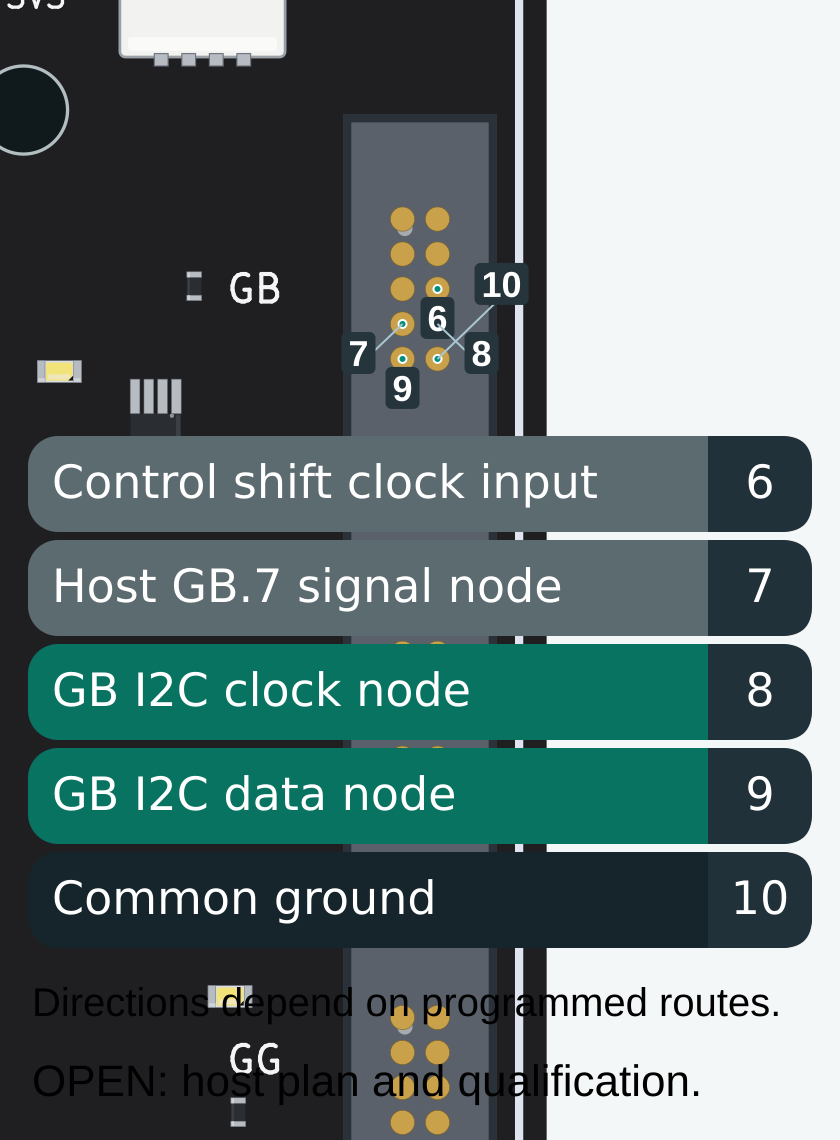 GB
10
6
7
8
9
Control shift clock input 6
Host GB.7 signal node 7
GB I2C clock node 8
GB I2C data node 9
Common ground 10
Directions depend on programmed routes.
GG
OPEN: host plan and qualification.